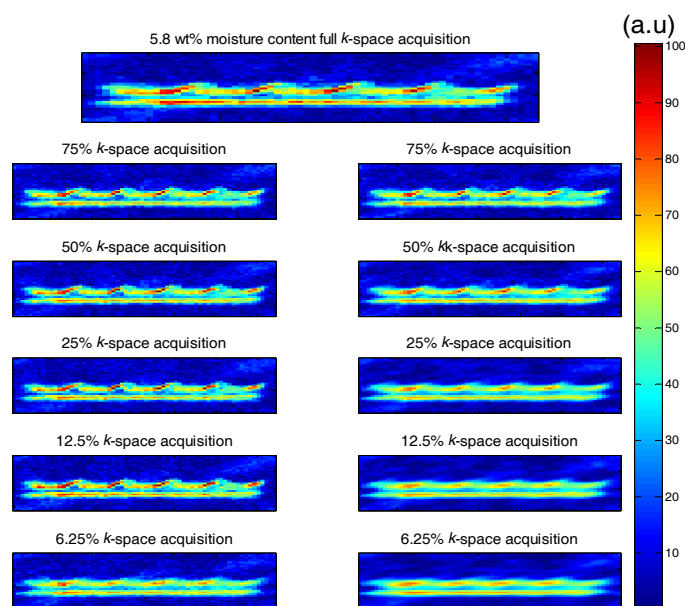 (a.u)
5.8 wt% moisture content full k-space acquisition
75% k-space acquisition
75% k-space acquisition
50% k-space acquisition
50% kk-space acquisition
25% k-space acquisition
25% k-space acquisition
12.5% k-space acquisition
12.5% k-space acquisition
6.25% k-space acquisition
6.25% k-space acquisition
100
90
80
70
60
50
40
30
20
10